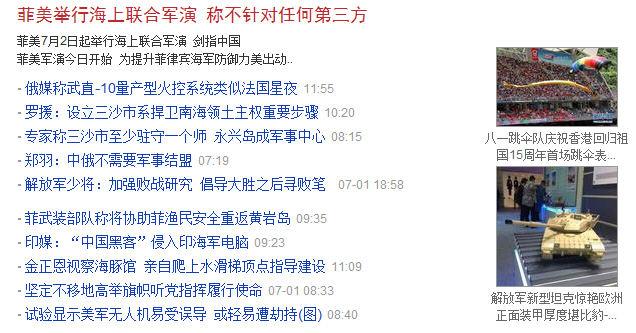 菲美举行海上联合军演 称不针对任何第三方
菲美7月2日起举行海上联合军演 剑指中国
菲美军演今日开始 为提升菲律宾海军防御力美出动..
俄媒称武直-10量产型火控系统类似法国星夜 11:55
罗援：设立三沙市系捍卫南海领土主权重要步骤 10:20
专家称三沙市至少驻守一个师 永兴岛成军事中心 08:15
郑羽：中俄不需要军事结盟 07:19
解放军少将：加强败战研究 倡导大胜之后寻败笔 07-01 18:58
菲武装部队称将协助菲渔民安全重返黄岩岛 09:35
印媒：“中国黑客”侵入印海军电脑 09:23
金正恩视察海豚馆 亲自爬上水滑梯顶点指导建设 11:09
坚定不移地高举旗帜听党指挥履行使命 07-01 08:33
试验显示美军无人机易受误导 或轻易遭劫持(图) 08:40
八一跳伞队庆祝香港回归祖
国15周年首场跳伞表...
解放军新型坦克惊艳欧洲
正面装甲厚度堪比豹-...